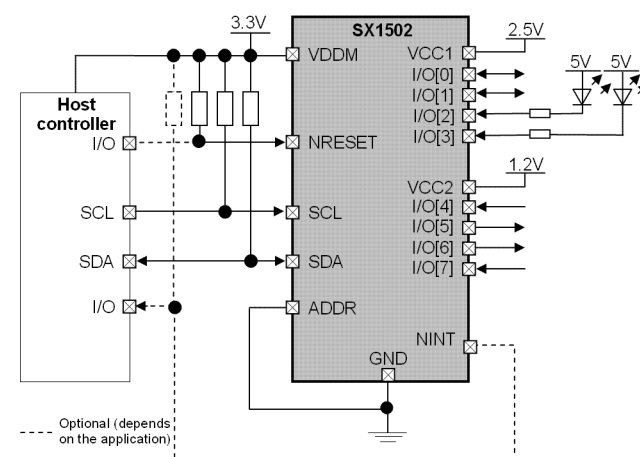 3.3V
SX1502
VDDM
VCC1
2.5V
I/O[0]
5V
5V
I/O[1]
Host
controller
I/O[2]
I/O
NRESET
I/O[3]
VCC2
1.2V
SCL
SCL
I/O[4]
I/O[5]
I/O[6]
SDA
SDA
I/O[7]
I/O
ADDR
NINT
GND
Optional (depends
on the application)